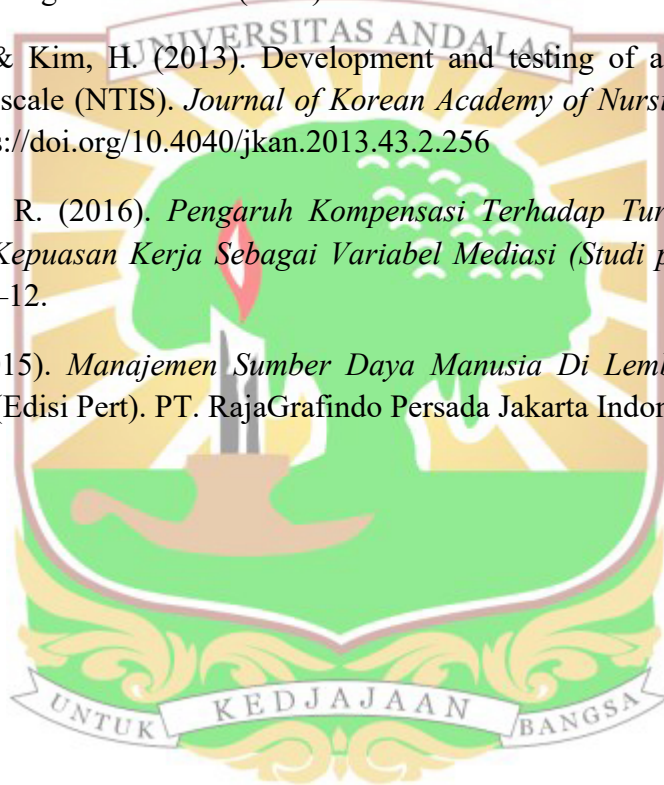 UNIVERSITAS ANDALAS
& Kim, H. (2013). Development and testing of a
scale (NTIS). Journal of Korean Academy of Nursi
s://doi.org/10.4040/jkan.2013.43.2.256
R. (2016). Pengaruh Kompensasi Terhadap Tur
Kepuasan Kerja Sebagai Variabel Mediasi (Studi p
–12.
15). Manajemen Sumber Daya Manusia Di Lemb
(Edisi Pert). PT. RajaGrafindo Persada Jakarta Indon
UNTUK KEDJAJAAN BANGSA